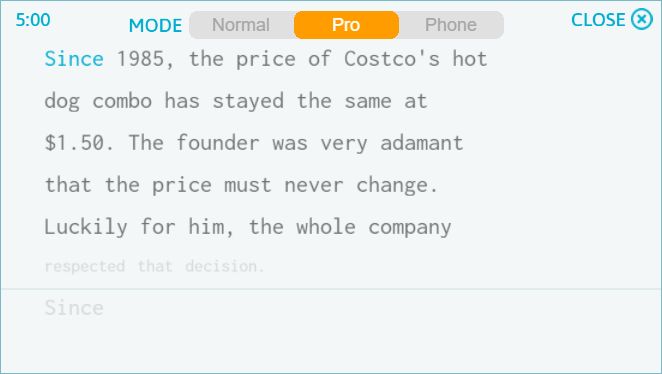 5:00 MODE Normal Pro Phone CLOSE
Since 1985, the price of Costco's hot
dog combo has stayed the same at
$1.50. The founder was very adamant
that the price must never change.
Luckily for him, the whole company
respected that decision.
Since